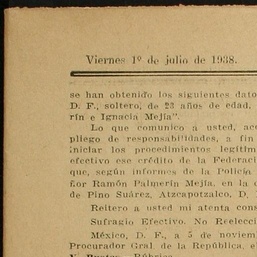 Viernes 1º de julio de 1938.
se han obtenido los siguientes dato
D. F., soltero, de 23 años de edad,
rín e Ignacia Mejía".
Lo que comunico a usted, aco
pliego de responsabilidades, a fin
iniciar los procedimientos legítim
efectivo ese crédito de la Federaci
que, según informes de la Policía
ñor Ramón Palmerín Mejía, en la c
de Pino Suárez, Atzcapotzalco, D.
Reitero a usted mi atenta cons
Sufragio Efectivo. No Reelecci
México, D. F., a 5 de noviem
Procurador Gral. de la República, e
Rúbrica